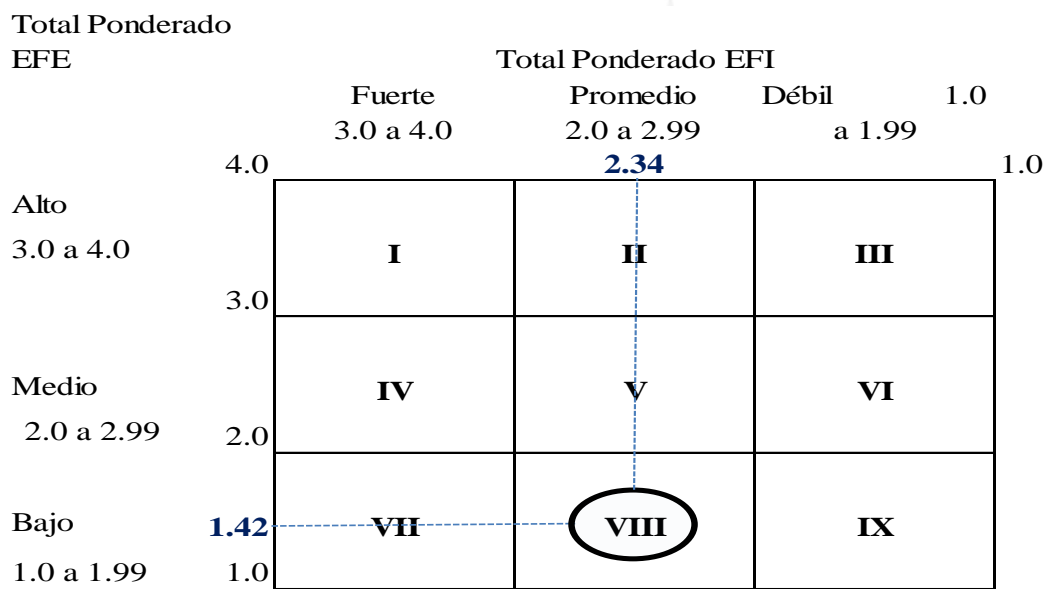 Total Ponderado
EFE Total Ponderado EFI
Fuerte Promedio Débil 1.0
3.0 a 4.0 2.0 a 2.99 a 1.99
4.0 2.34 1.0
Alto
3.0 a 4.0 I II III
3.0
Medio IV V VI
2.0 a 2.99 2.0
Bajo 1.42 VII VIII IX
1.0 a 1.99 1.0